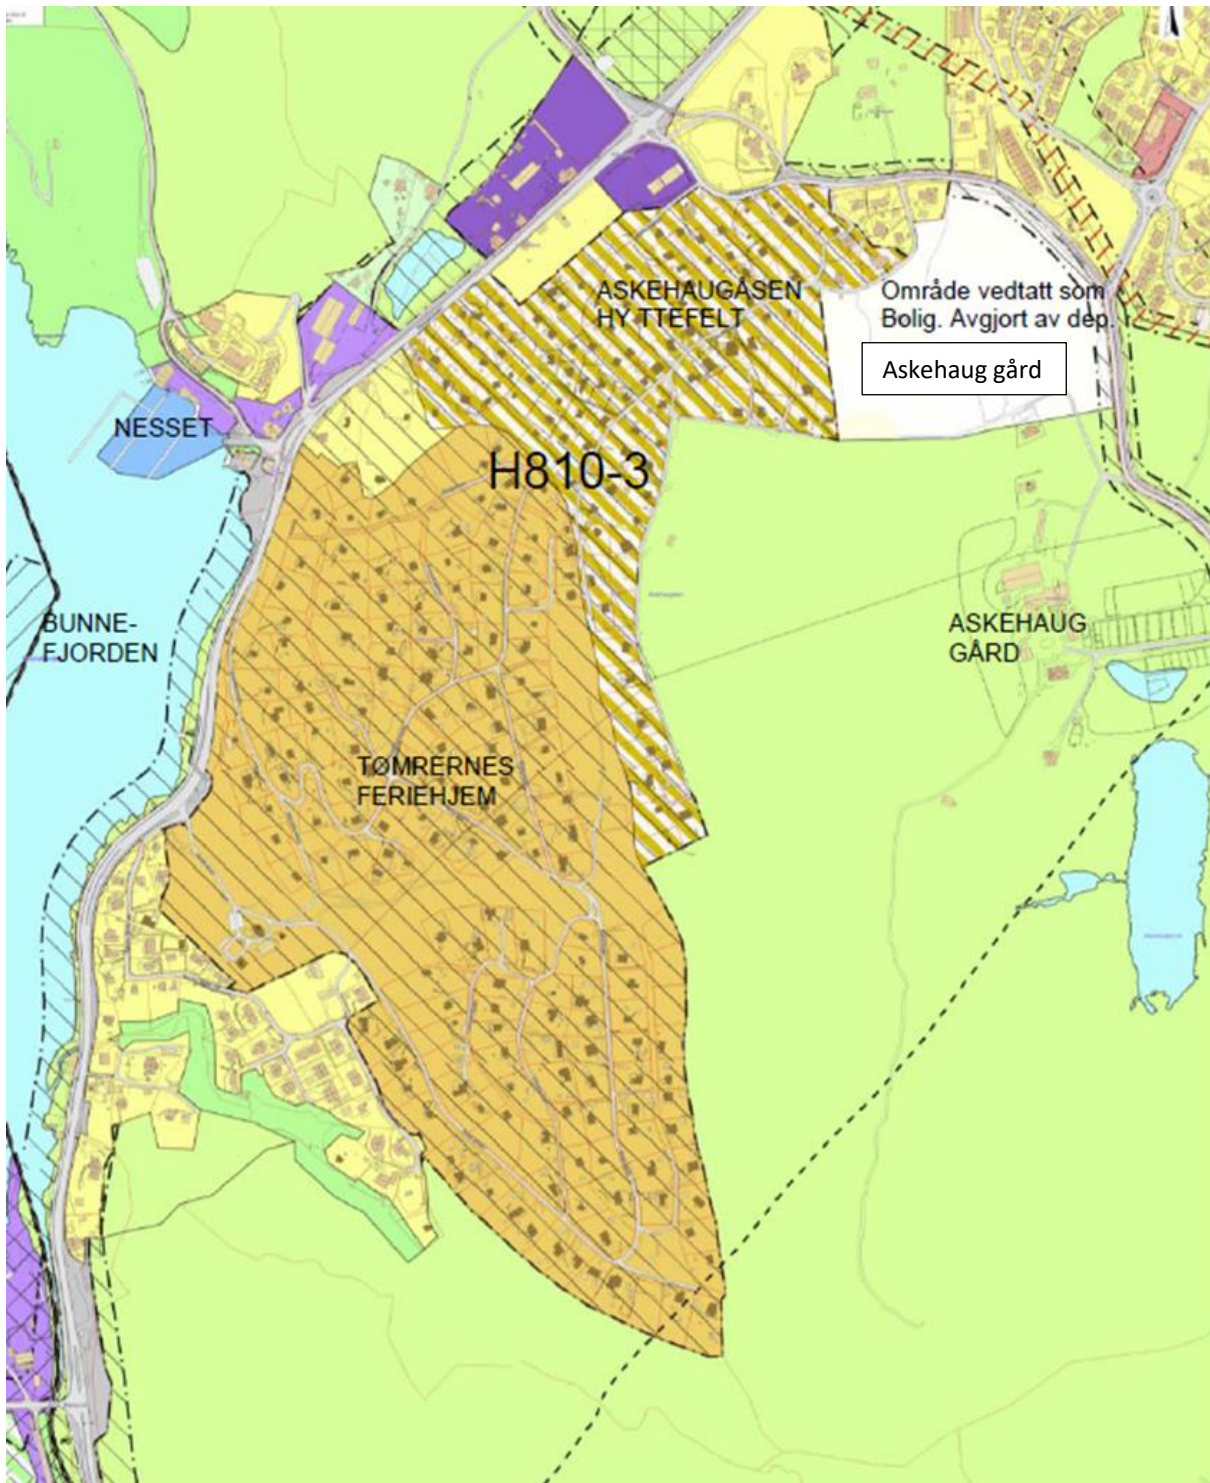 ASKEHAUGÅSEN
HYTTEFELT
Område vedtatt som
Bolig. Avgjort av dep.
Askehaug gård
NESSET
H810-3
BUNNE-
FJORDEN
ASKEHAUG
GÅRD
TØMRERNES
FERIEHJEM